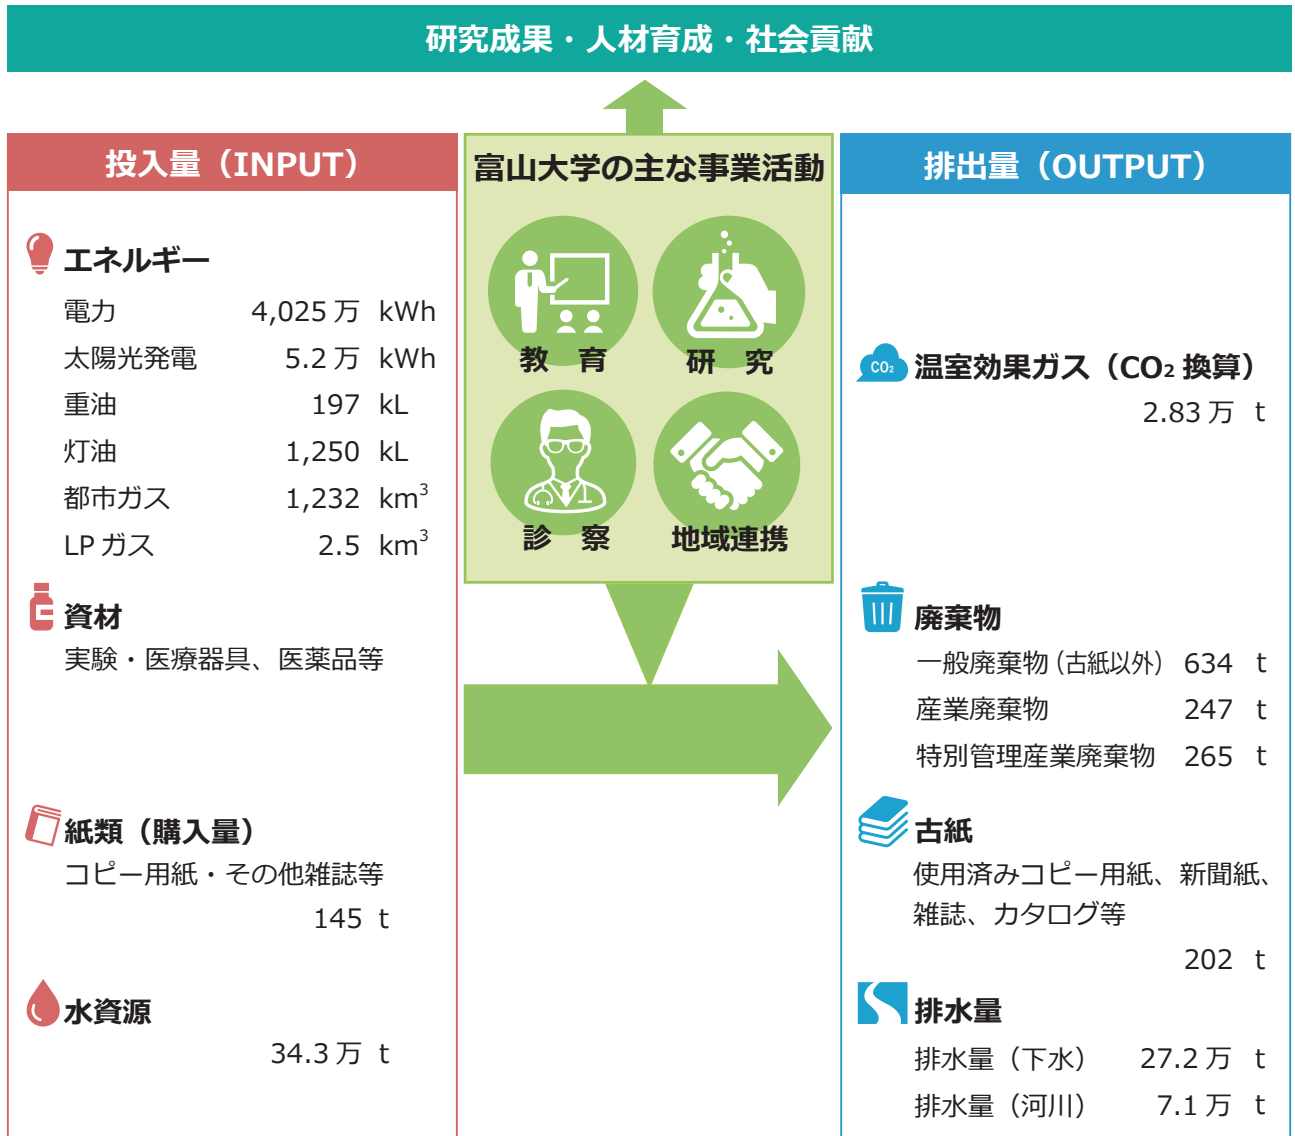 研究成果・人材育成・社会貢献
投入量（INPUT）
エネルギー
電力 4,025万 kWh
太陽光発電 5.2万 kWh
重油 197 kL
灯油 1,250 kL
都市ガス 1,232 km³
LPガス 2.5 km³
資材
実験・医療器具、医薬品等
紙類（購入量）
コピー用紙・その他雑誌等
145 t
水資源
34.3万 t
富山大学の主な事業活動
教 育
研 究
診 察
地域連携
排出量（OUTPUT）
CO₂
温室効果ガス（CO₂ 換算）
2.83万 t
廃棄物
一般廃棄物（古紙以外） 634 t
産業廃棄物 247 t
特別管理産業廃棄物 265 t
古紙
使用済みコピー用紙、新聞紙、
雑誌、カタログ等
202 t
排水量
排水量（下水） 27.2万 t
排水量（河川） 7.1万 t